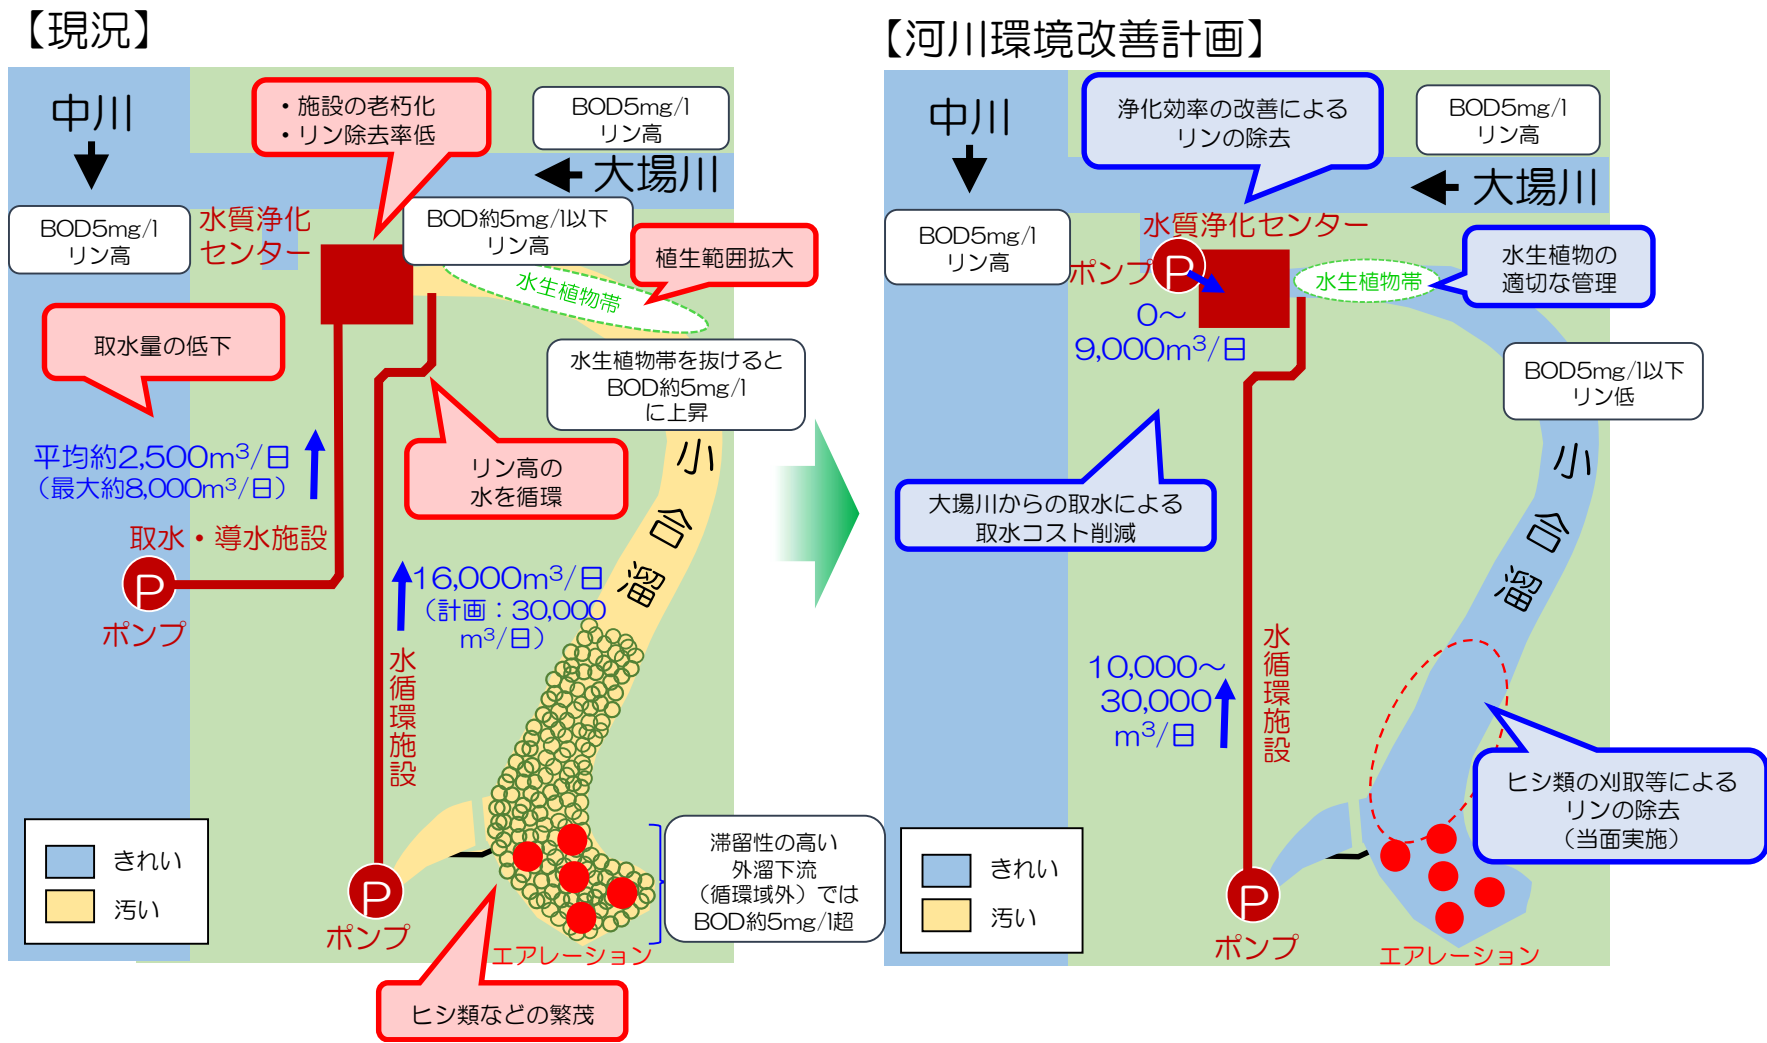 【現況】
中川
・施設の老朽化
・リン除去率低
BOD5mg/l
リン高
大場川
BOD5mg/l
リン高
水質浄化
センター
BOD約5mg/l以下
リン高
植生範囲拡大
水生植物帯
取水量の低下
水生植物帯を抜けると
BOD約5mg/l
に上昇
平均約2,500m³/日
（最大約8,000m³/日）
リン高の
水を循環
小合溜
取水・導水施設
P
ポンプ
16,000m³/日
（計画：30,000
m³/日）
水循環施設
きれい
汚い
P
ポンプ
滞留性の高い
外溜下流
（循環域外）では
BOD約5mg/l超
エアレーション
ヒシ類などの繁茂
【河川環境改善計画】
中川
浄化効率の改善による
リンの除去
BOD5mg/l
リン高
大場川
BOD5mg/l
リン高
水質浄化センター
ポンプ
P
水生植物帯
水生植物の
適切な管理
0～
9,000m³/日
BOD5mg/l以下
リン低
小合溜
大場川からの取水による
取水コスト削減
水循環施設
10,000～
30,000
m³/日
ヒシ類の刈取等による
リンの除去
（当面実施）
きれい
汚い
P
ポンプ
エアレーション